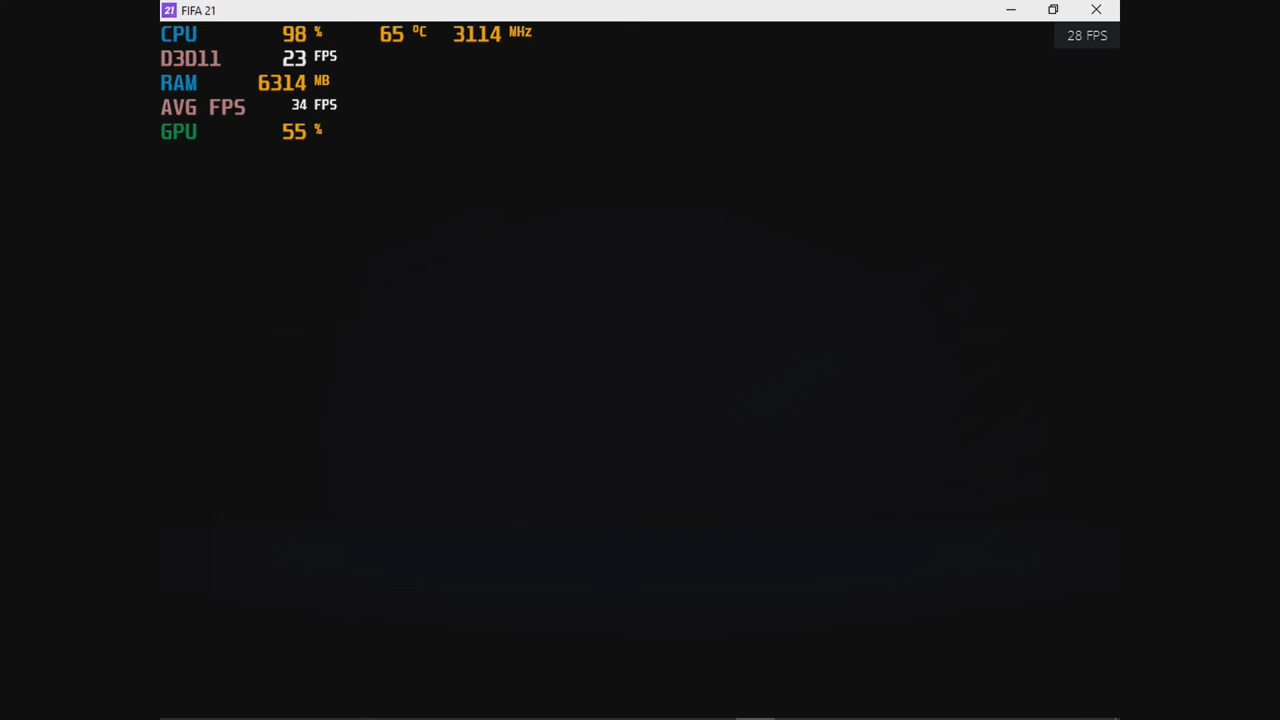 21 FIFA 21
CPU 98 % 65 °C 3114 MHz
28 FPS
D3D11 23 FPS
RAM 6314 MB
AVG FPS 34 FPS
GPU 55 %